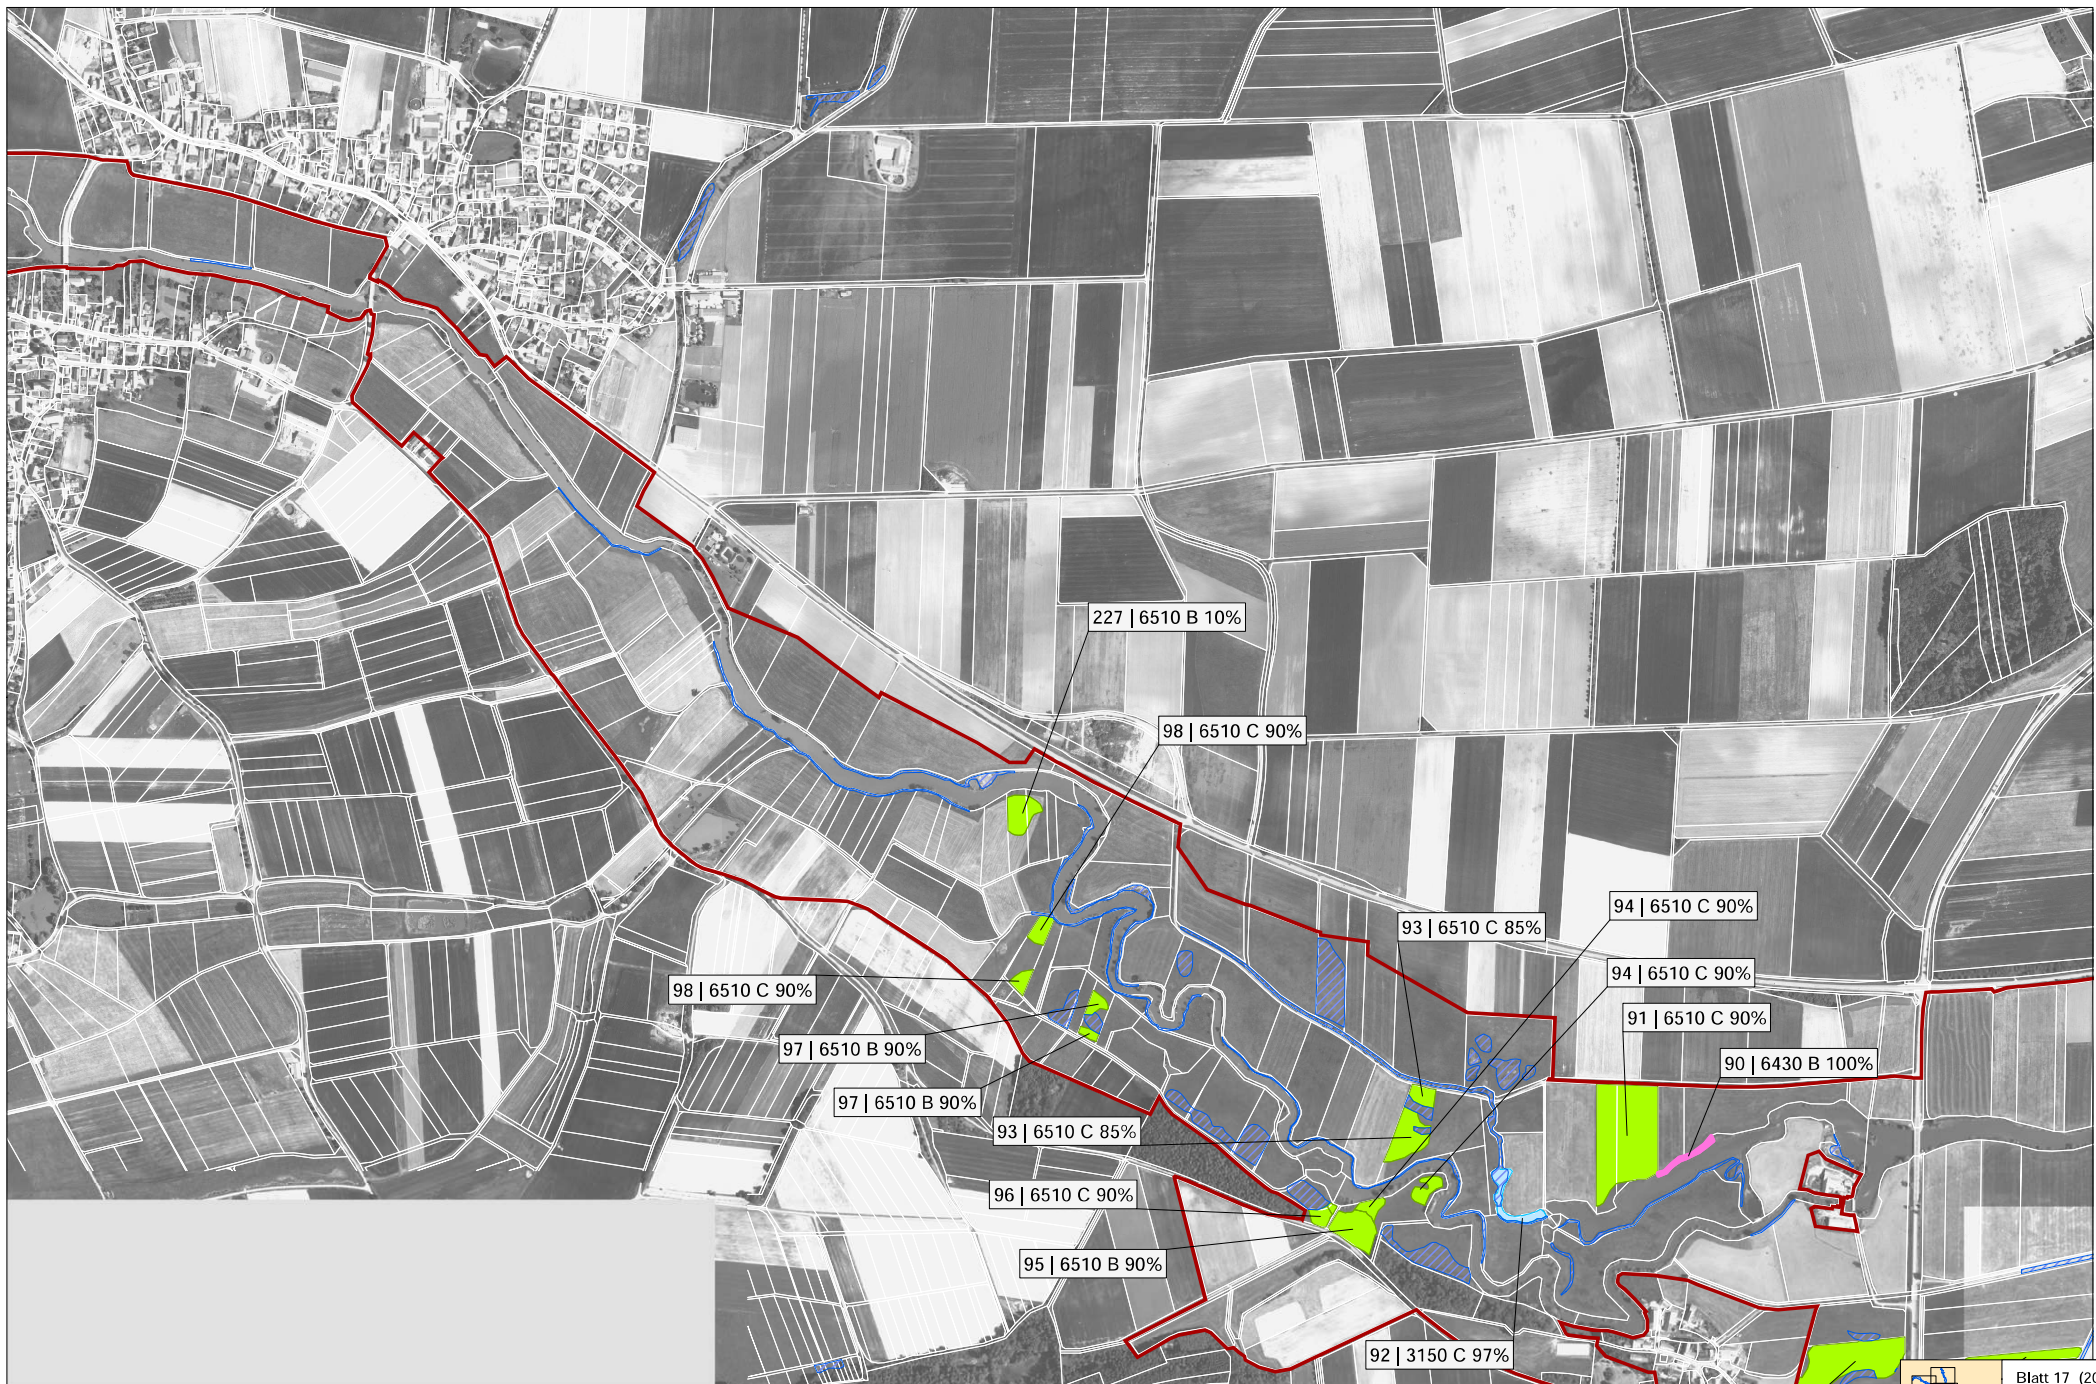 227 | 6510 B 10%
98 | 6510 C 90%
94 | 6510 C 90%
93 | 6510 C 85%
94 | 6510 C 90%
98 | 6510 C 90%
91 | 6510 C 90%
97 | 6510 B 90%
90 | 6430 B 100%
97 | 6510 B 90%
93 | 6510 C 85%
96 | 6510 C 90%
95 | 6510 B 90%
92 | 3150 C 97%
Blatt 17